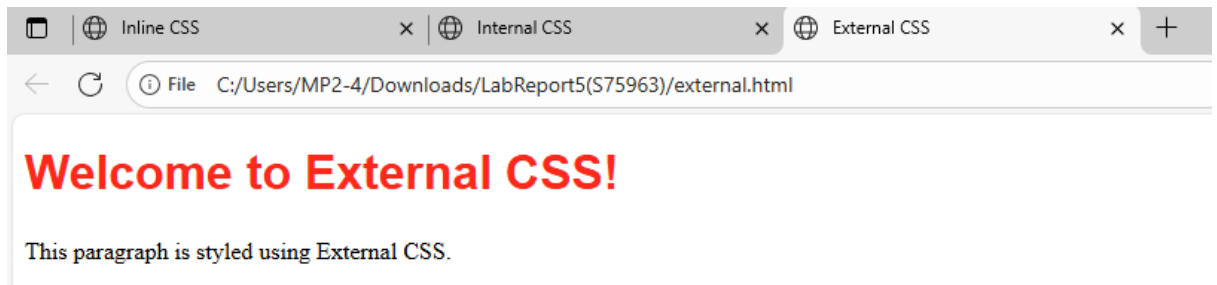 Inline CSS Internal CSS External CSS
File C:/Users/MP2-4/Downloads/LabReport5(S75963)/external.html
Welcome to External CSS!
This paragraph is styled using External CSS.